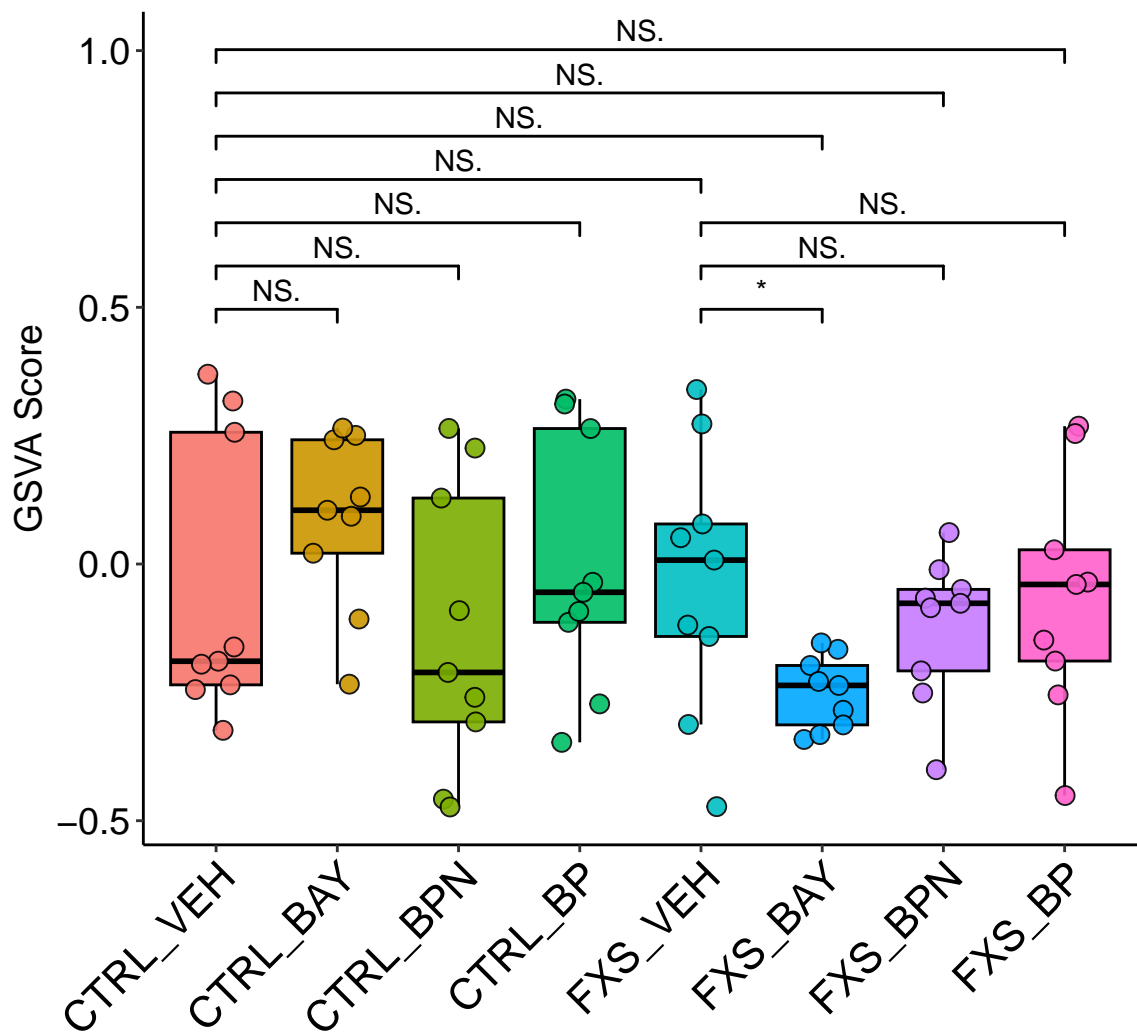 NS.
1.0
NS.
NS.
NS.
NS.
NS.
NS.
NS.
NS.
*
0.5
GSVA Score
0.0
−0.5
CTRL_VEH
CTRL_BAY
CTRL_BPN
CTRL_BP
FXS_VEH
FXS_BAY
FXS_BPN
FXS_BP